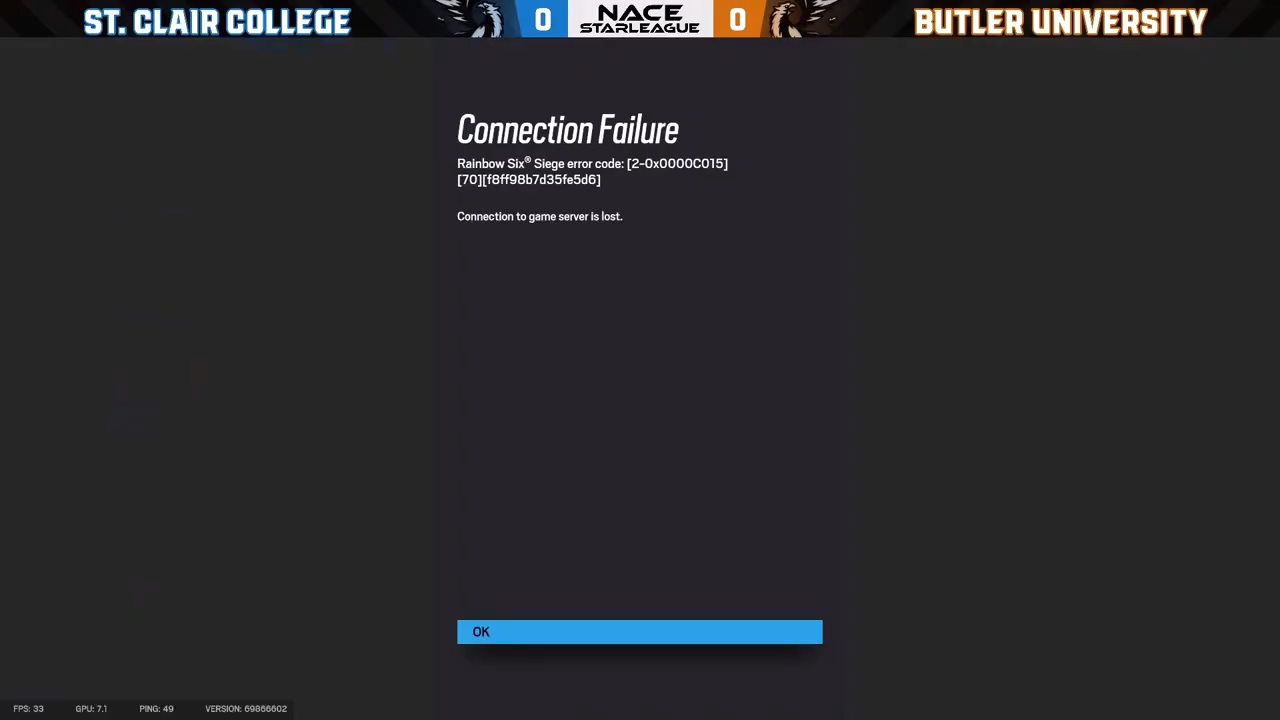 ST. CLAIR COLLEGE 0 NACE STARLEAGUE 0 BUTLER UNIVERSITY
Connection Failure
Rainbow Six® Siege error code: [2-0x0000C015]
[70][f8ff98b7d35fe5d6]
Connection to game server is lost.
OK
FPS: 33 GPU: 7.1 PING: 49 VERSION: 69866602